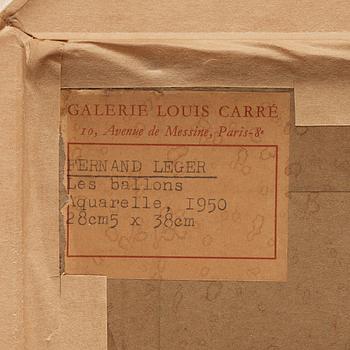 GALERIE LOUIS CARRÉ
10, Avenue de Messine, Paris-8e
FERNAND LEGER
Les ballons
Aquarelle, 1950
28cm5 x 38cm